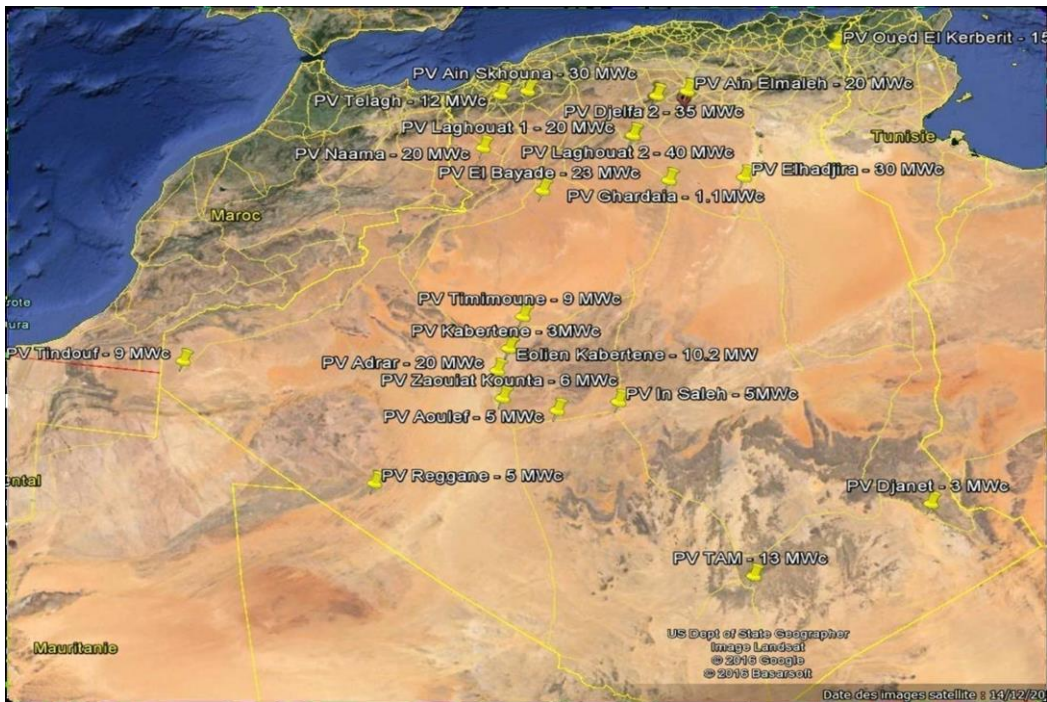 PV Oued El Kerberit - 15
PV Ain Skhouna - 30 MWc
PV Ain Elmaleh - 20 MWc
PV Telagh - 12 MWc
PV Djelfa 2 - 35 MWc
PV Laghouat 1 - 20 MWc
Tunisie
PV Naama - 20 MWc
PV Laghouat 2 - 40 MWc
PV El Bayade - 23 MWc
PV Elhadjira - 30 MWc
PV Ghardaia - 1.1MWc
Maroc
PV Timimoune - 9 MWc
rote
ura
PV Kabertene - 3MWc
PV Tindouf - 9 MWc
Eolien Kabertene - 10.2 MW
PV Adrar - 20 MWc
PV Zaouiat Kounta - 6 MWc
PV In Saleh - 5MWc
PV Aoulef - 5 MWc
PV Reggane - 5 MWc
ental
PV Djanet - 3 MWc
PV TAM - 13 MWc
US Dept of State Geographer
Mauritanie
Image Landsat
© 2016 Google
© 2016 Basarsoft
Date des images satellite : 14/12/20